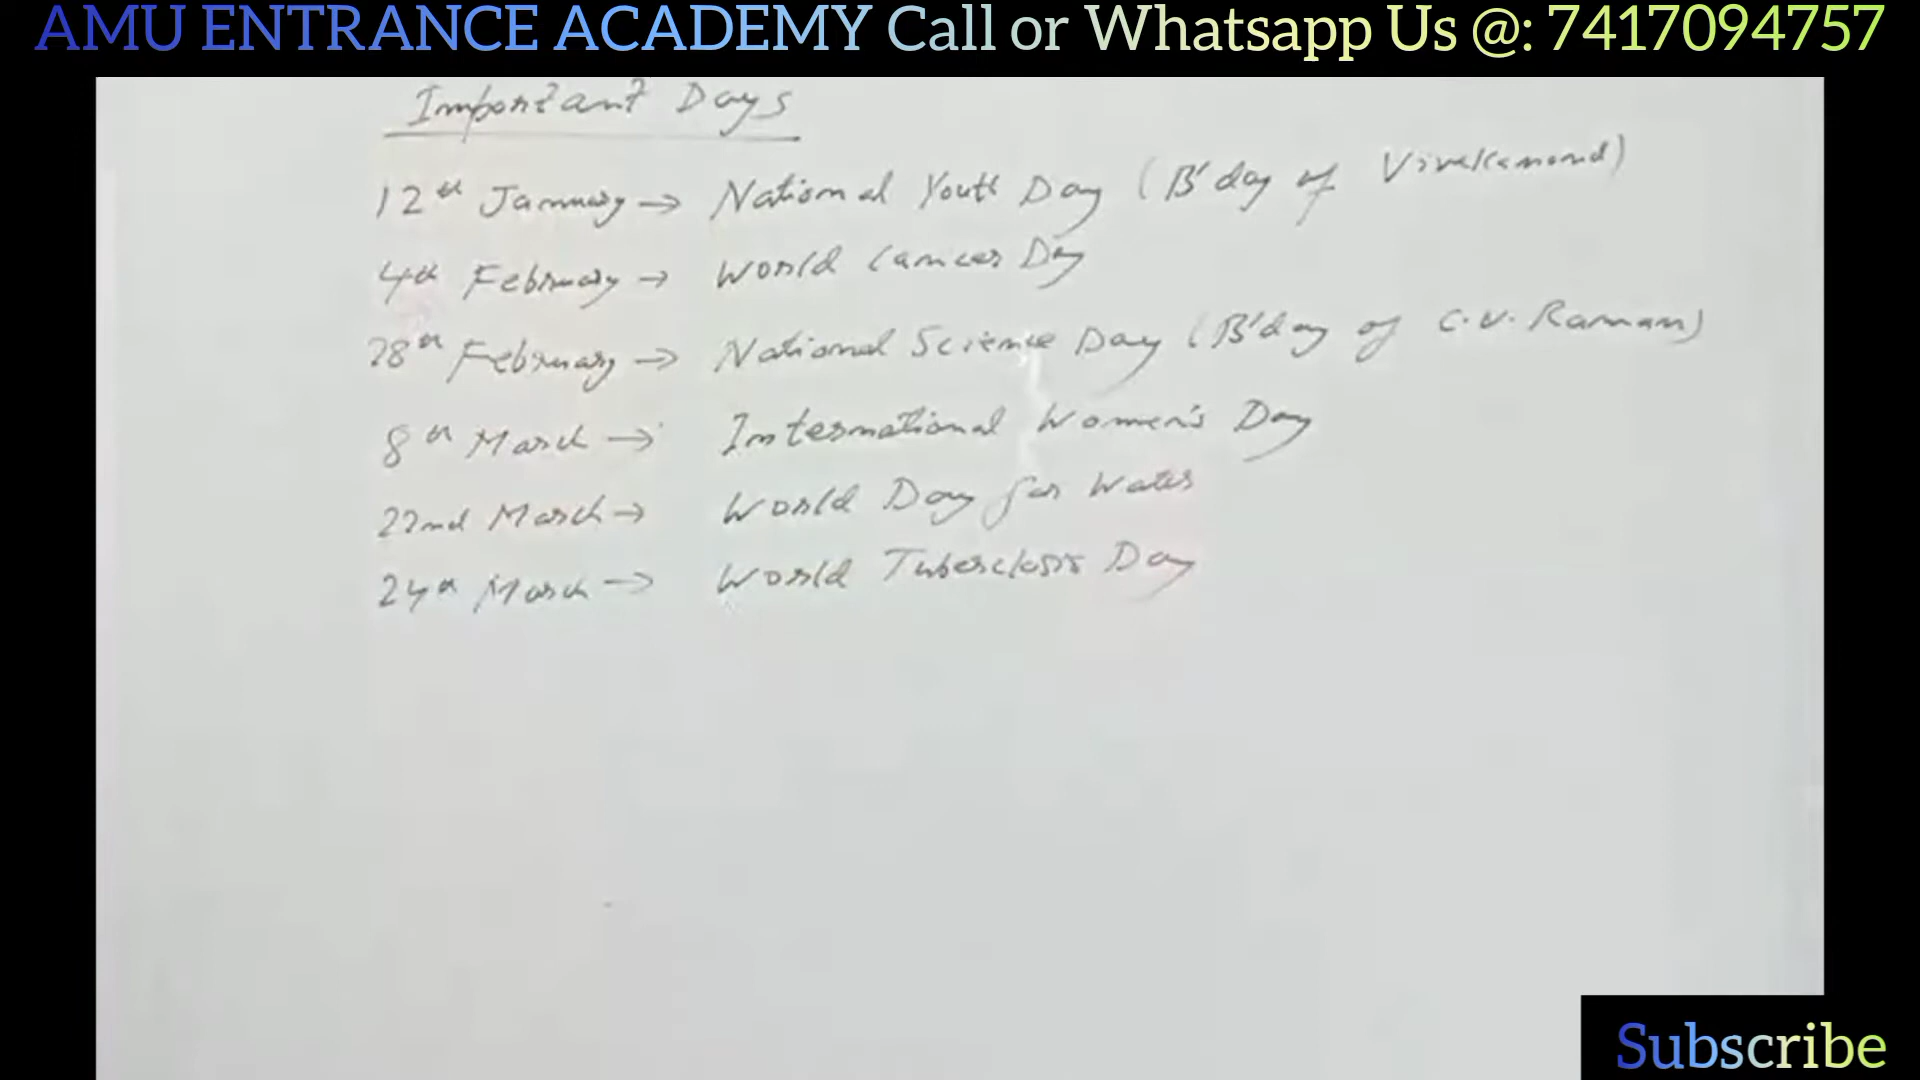 AMU ENTRANCE ACADEMY Call or Whatsapp Us @: 7417094757
Important Days
12th January → National Youth Day (B'day of Vivekanand)
4th February → World Cancer Day
28th February → National Science Day (B'day of C.V. Raman)
8th March → International Women's Day
22nd March → World Day for Water
24th March → World Tuberclosis Day
Subscribe